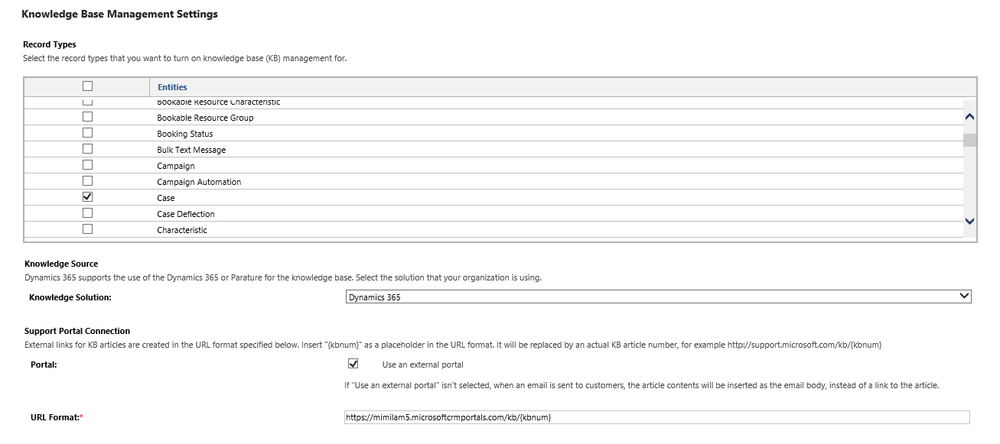 Knowledge Base Management Settings
Record Types
Select the record types that you want to turn on knowledge base (KB) management for.
Entities
Bookable Resource Characteristic
Bookable Resource Group
Booking Status
Bulk Text Message
Campaign
Campaign Automation
Case
Case Deflection
Characteristic
Knowledge Source
Dynamics 365 supports the use of the Dynamics 365 or Parature for the knowledge base. Select the solution that your organization is using.
Knowledge Solution: Dynamics 365
Support Portal Connection
External links for KB articles are created in the URL format specified below. Insert "{kbnum}" as a placeholder in the URL format. It will be replaced by an actual KB article number, for example http://support.microsoft.com/kb/{kbnum}
Portal: Use an external portal
If "Use an external portal" isn't selected, when an email is sent to customers, the article contents will be inserted as the email body, instead of a link to the article.
URL Format:* https://mimilam5.microsoftcrmportals.com/kb/{kbnum}